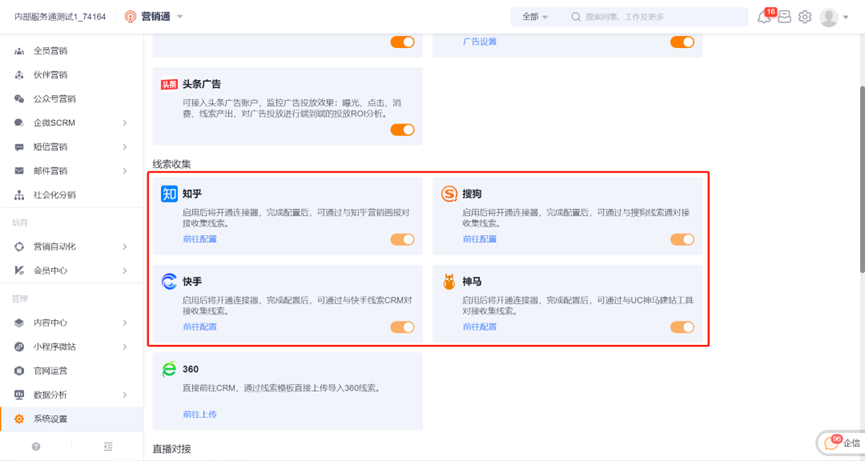 内部服务通测试1_74164
营销通
全部
搜索同事、工作及更多
16
全员营销
伙伴营销
公众号营销
企微SCRM
短信营销
邮件营销
社会化分销
培育
营销自动化
会员中心
管理
内容中心
小程序微站
官网运营
数据分析
系统设置
广告设置
头条
头条广告
可接入头条广告账户，监控广告投放效果：曝光、点击、消
费、线索产出，对广告投放进行端到端的投放ROI分析。
线索收集
知
知乎
启用后将开通连接器，完成配置后，可通过与知乎营销画报对
接收集线索。
前往配置
搜狗
启用后将开通连接器，完成配置后，可通过与搜狗线索通对接
收集线索。
前往配置
快手
启用后将开通连接器，完成配置后，可通过与快手线索CRM对
接收集线索。
前往配置
神马
启用后将开通连接器，完成配置后，可通过与UC神马建站工具
对接收集线索。
前往配置
360
直接前往CRM，通过线索模板直接上传导入360线索。
前往上传
直播对接
96
企信